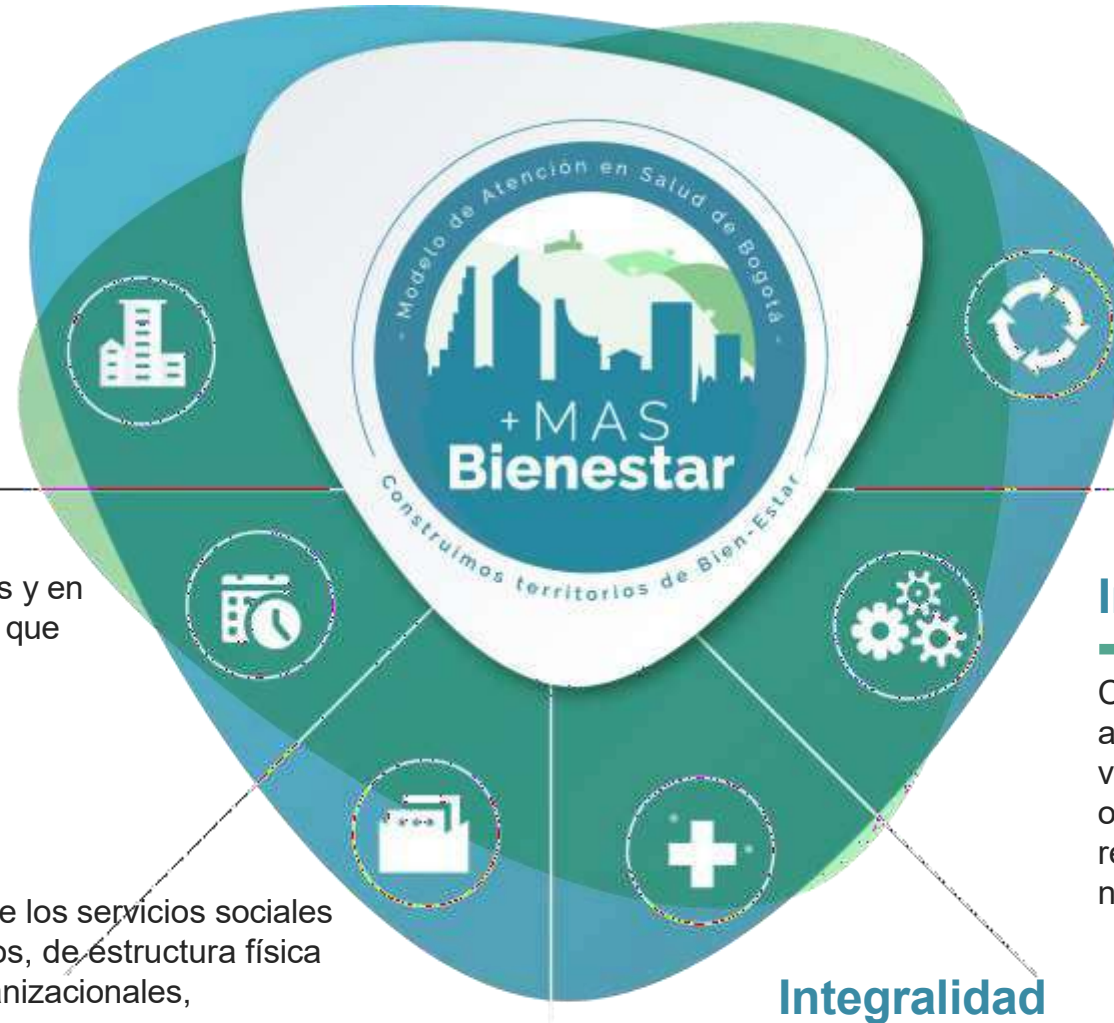 - Modelo de Atención en Salud de Bogotá -
+MAS
Bienestar
Construimos territorios de Bien-Estar
s y en
que
e los servicios sociales
os, de estructura física
anizacionales,
Integralidad